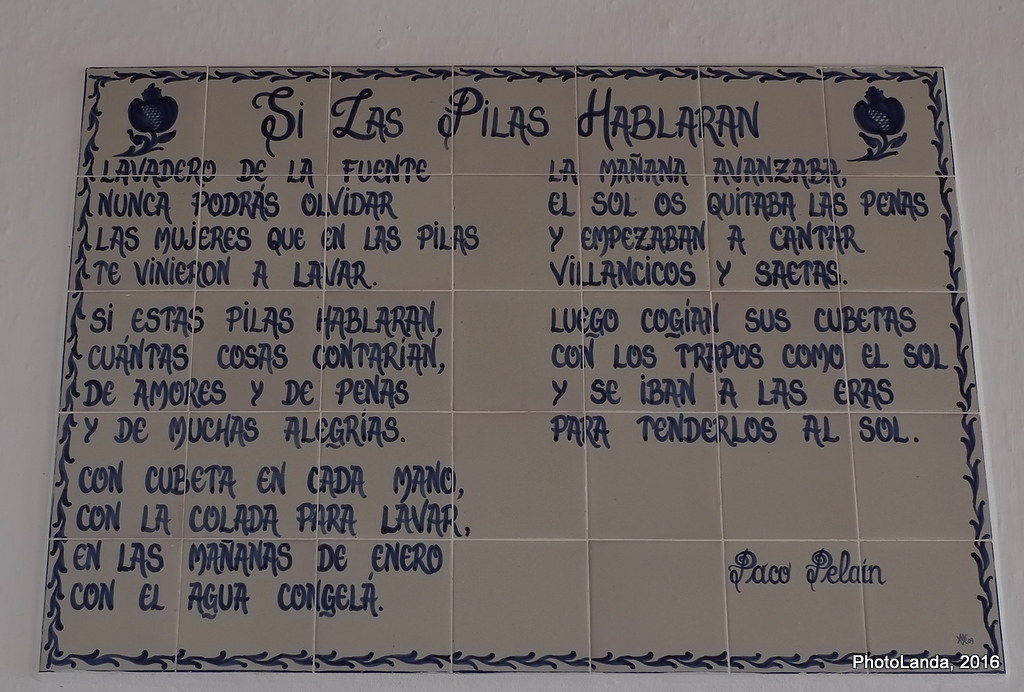 Si Las Pilas Hablaran
LAVADERO DE LA FUENTE
NUNCA PODRÁS OLVIDAR
LAS MUJERES QUE EN LAS PILAS
TE VINIERON A LAVAR.
SI ESTAS PILAS HABLARAN,
CUÁNTAS COSAS CONTARÍAN,
DE AMORES Y DE PENAS
Y DE MUCHAS ALEGRÍAS.
CON CUBETA EN CADA MANO,
CON LA COLADA PARA LAVAR,
EN LAS MAÑANAS DE ENERO
CON EL AGUA CONGELÁ.
LA MAÑANA AVANZABA,
EL SOL OS QUITABA LAS PENAS
Y EMPEZABAN A CANTAR
VILLANCICOS Y SAETAS.
LUEGO COGÍAN SUS CUBETAS
CON LOS TRAPOS COMO EL SOL
Y SE IBAN A LAS ERAS
PARA TENDERLOS AL SOL.
Paco Pelaín
PhotoLanda, 2016